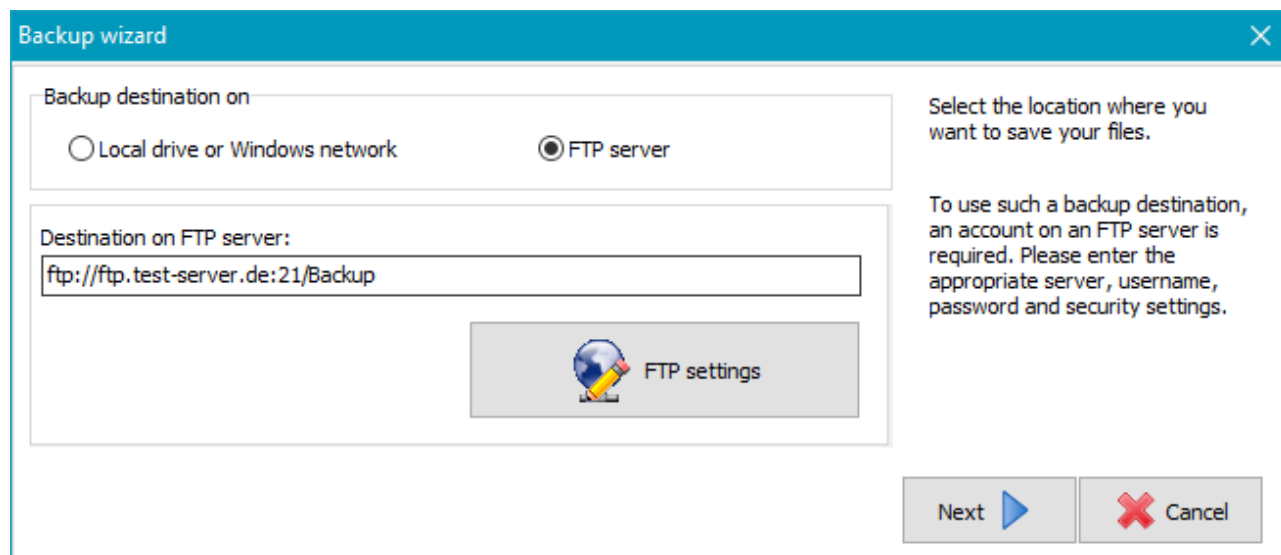 Backup wizard
Backup destination on
Local drive or Windows network
FTP server
Destination on FTP server:
ftp://ftp.test-server.de:21/Backup
FTP settings
Select the location where you
want to save your files.
To use such a backup destination,
an account on an FTP server is
required. Please enter the
appropriate server, username,
password and security settings.
Next
Cancel